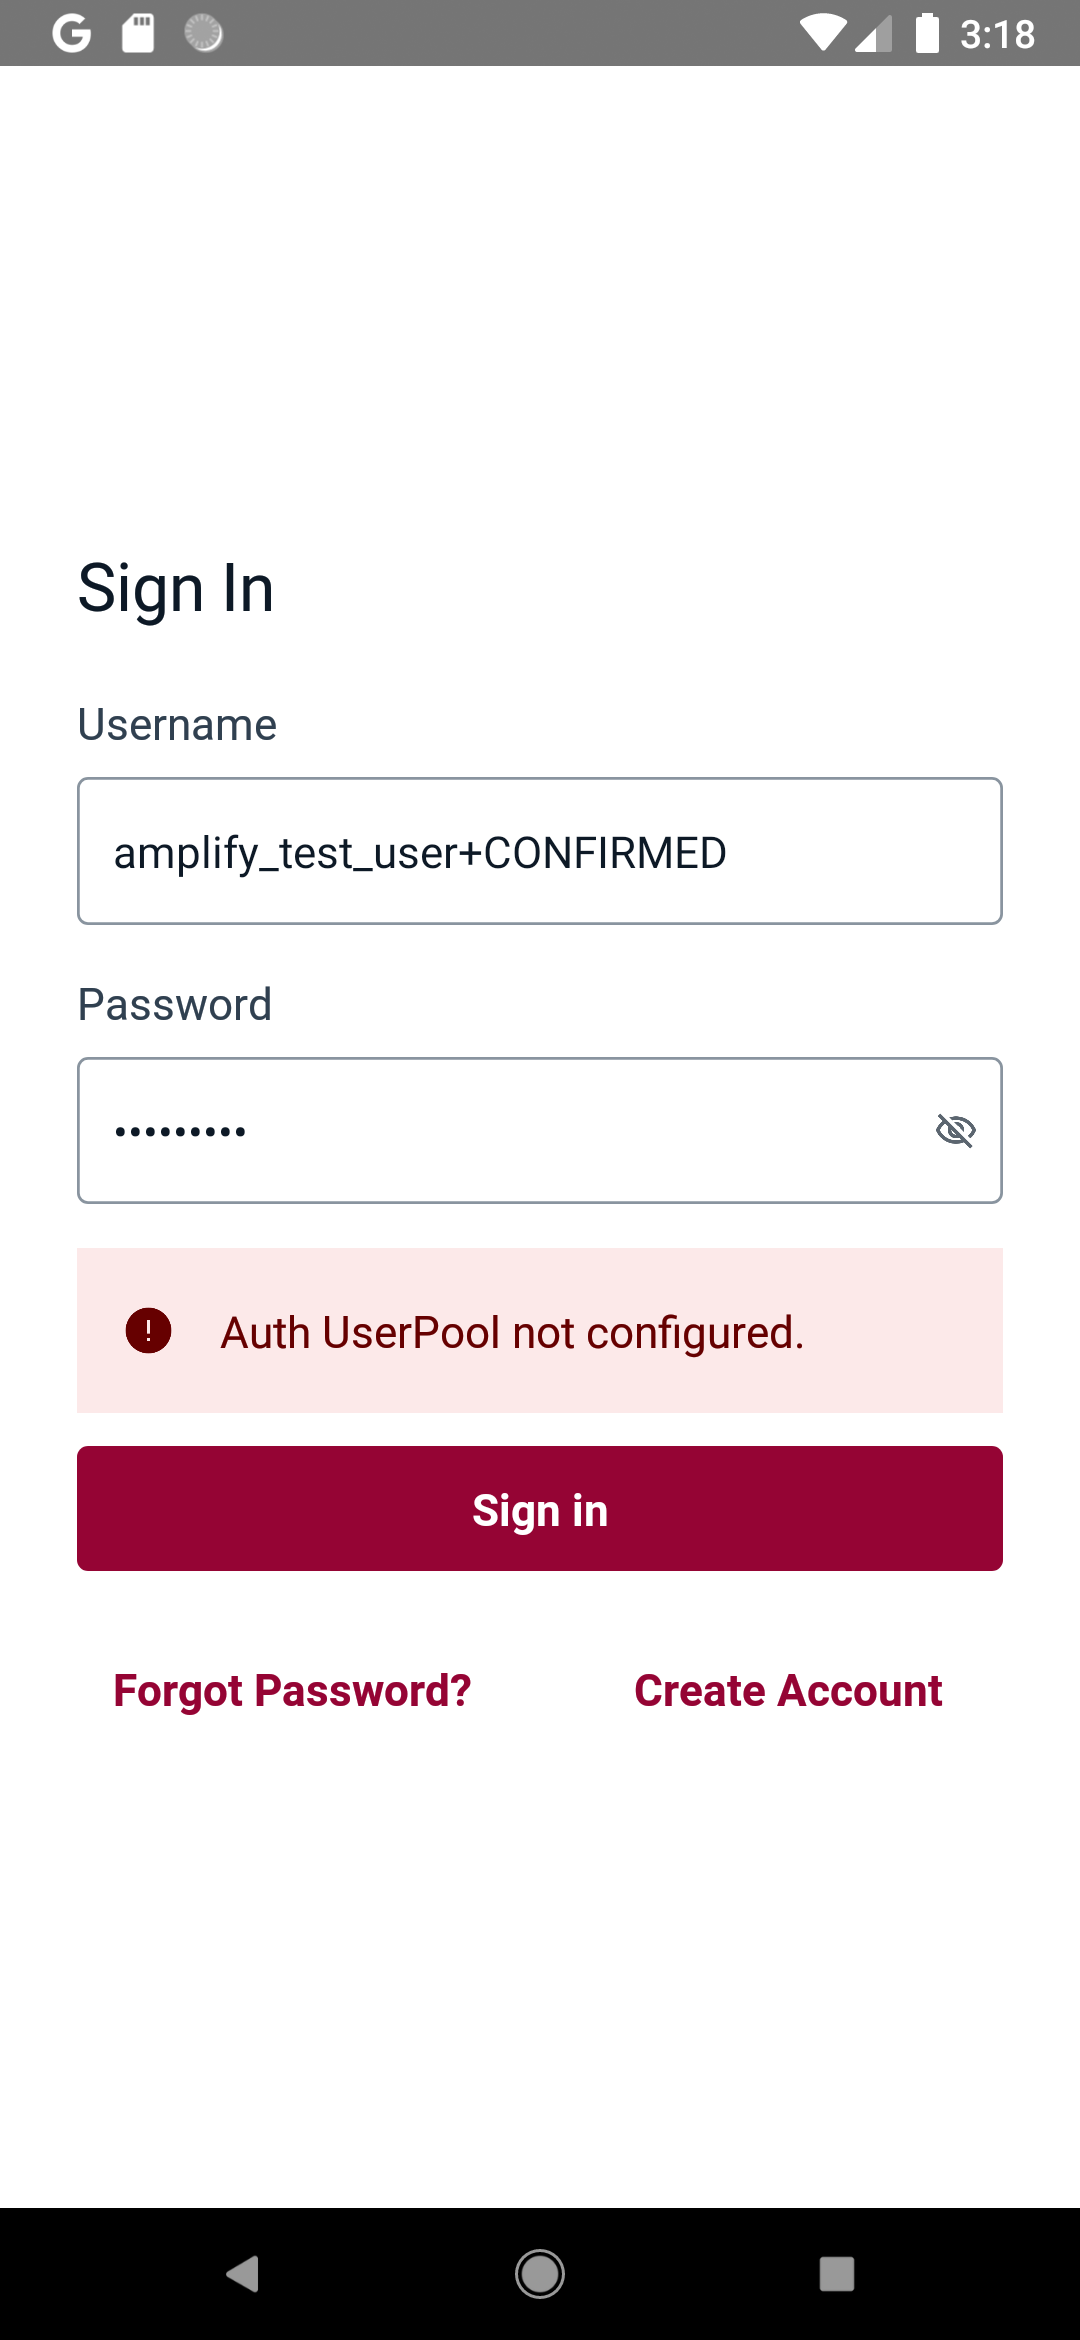 3:18
Sign In
Username
amplify_test_user+CONFIRMED
Password
•••••••••
Auth UserPool not configured.
Sign in
Forgot Password? Create Account